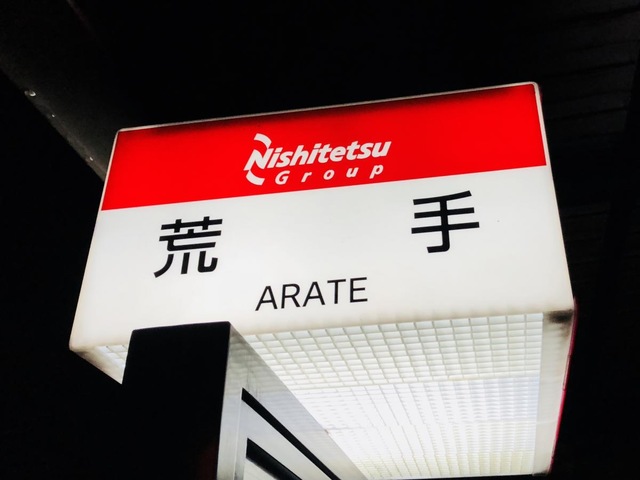 Nishitetsu
Group
荒手
ARATE